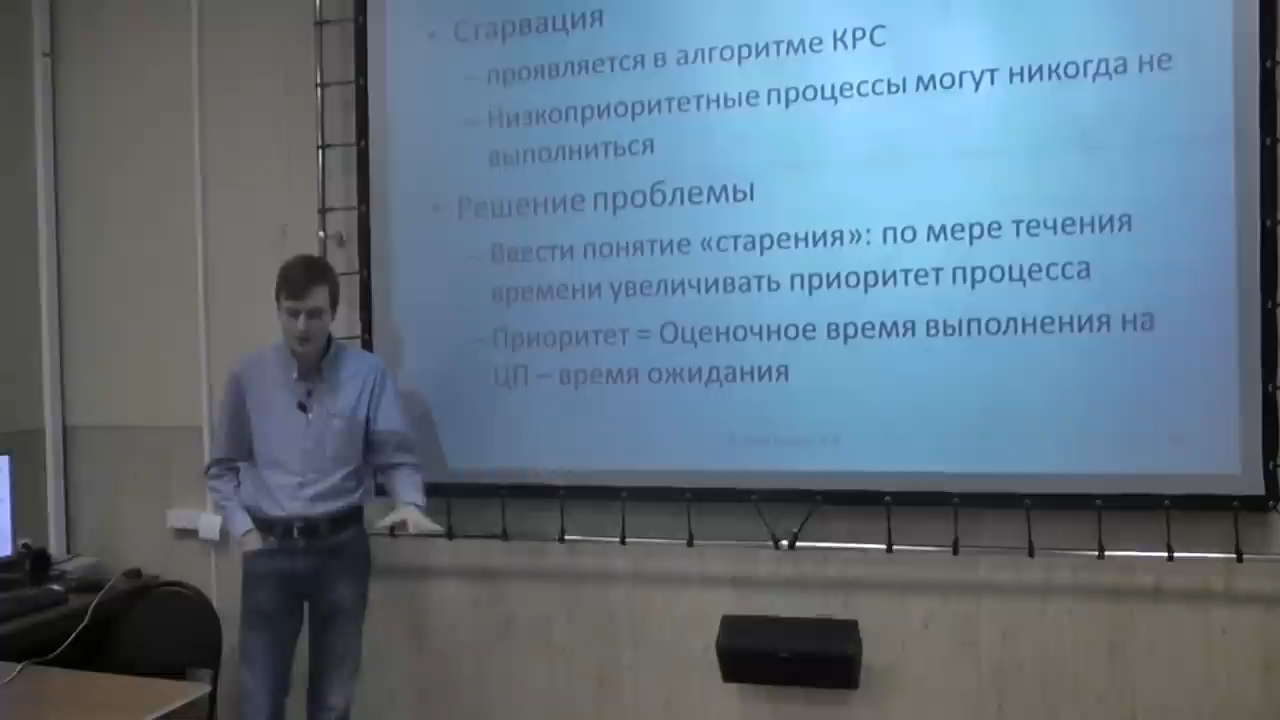 • Старвация
– проявляется в алгоритме КРС
– Низкоприоритетные процессы могут никогда не
выполниться
• Решение проблемы
– Ввести понятие «старения»: по мере течения
времени увеличивать приоритет процесса
– Приоритет = Оценочное время выполнения на
ЦП – время ожидания